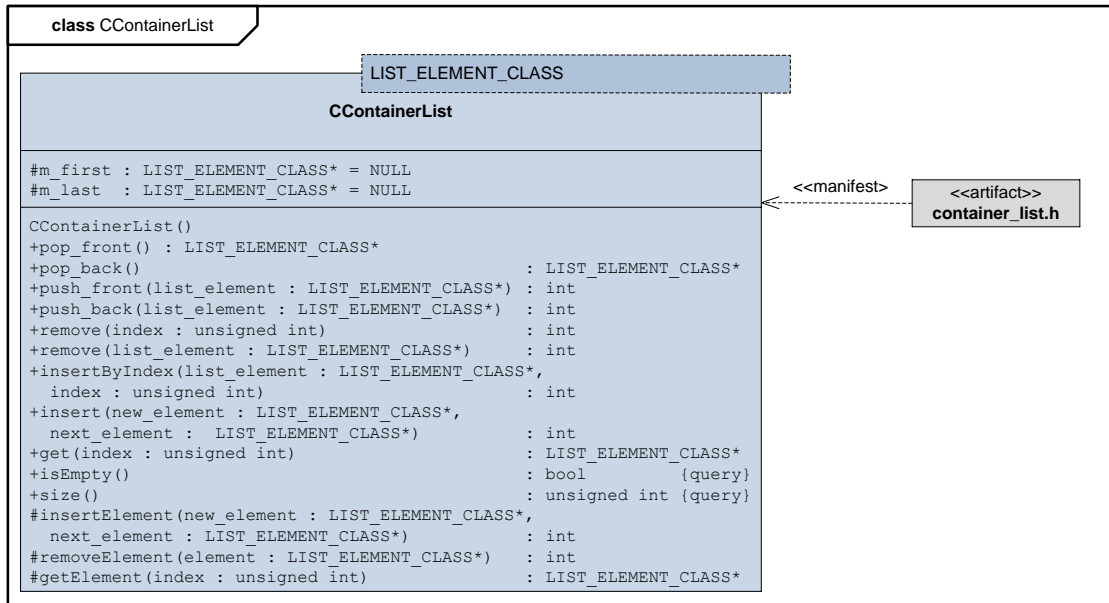 class CContainerList
LIST_ELEMENT_CLASS
CContainerList
#m_first : LIST_ELEMENT_CLASS* = NULL
#m_last  : LIST_ELEMENT_CLASS* = NULL
<<manifest>
<<artifact>>
container_list.h
CContainerList()
+pop_front() : LIST_ELEMENT_CLASS*
+pop_back() : LIST_ELEMENT_CLASS*
+push_front(list_element : LIST_ELEMENT_CLASS*) : int
+push_back(list_element : LIST_ELEMENT_CLASS*) : int
+remove(index : unsigned int) : int
+remove(list_element : LIST_ELEMENT_CLASS*) : int
+insertByIndex(list_element : LIST_ELEMENT_CLASS*,
index : unsigned int) : int
+insert(new_element : LIST_ELEMENT_CLASS*,
next_element :  LIST_ELEMENT_CLASS*) : int
+get(index : unsigned int) : LIST_ELEMENT_CLASS*
+isEmpty() : bool {query}
+size() : unsigned int {query}
#insertElement(new_element : LIST_ELEMENT_CLASS*,
next_element : LIST_ELEMENT_CLASS*) : int
#removeElement(element : LIST_ELEMENT_CLASS*) : int
#getElement(index : unsigned int) : LIST_ELEMENT_CLASS*